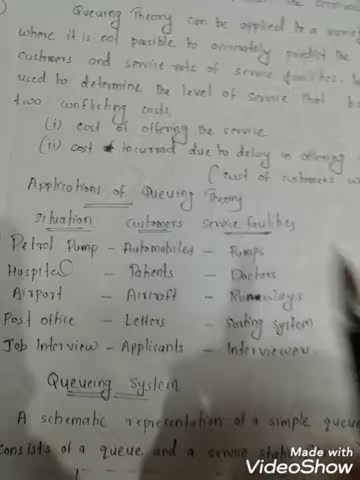 Queuing Theory can be applied to a
where it is not possible to accurately predict the
customers and service rate of service facilities.
used to determine the level of service that
two conflicting costs.
(i) cost of offering the service
(ii) cost incurred due to delay in offering
(cost of customers
Applications of Queuing Theory
Situation customers service facilities
Petrol Pump - Automobiles - Pumps
Hospital - Patients - Doctors
Airport - Aircraft - Runways
Post office - Letters - Sorting system
Job Interview - Applicants - Interviewer
Queueing System
A schematic representation of a simple queue
consists of a queue and a service
Made with
VideoShow